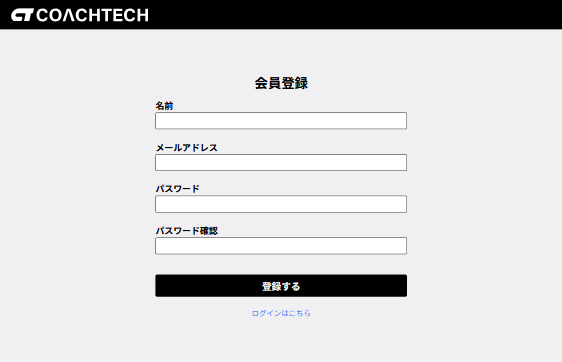 COACHTECH
会員登録
名前
メールアドレス
パスワード
パスワード確認
登録する
ログインはこちら